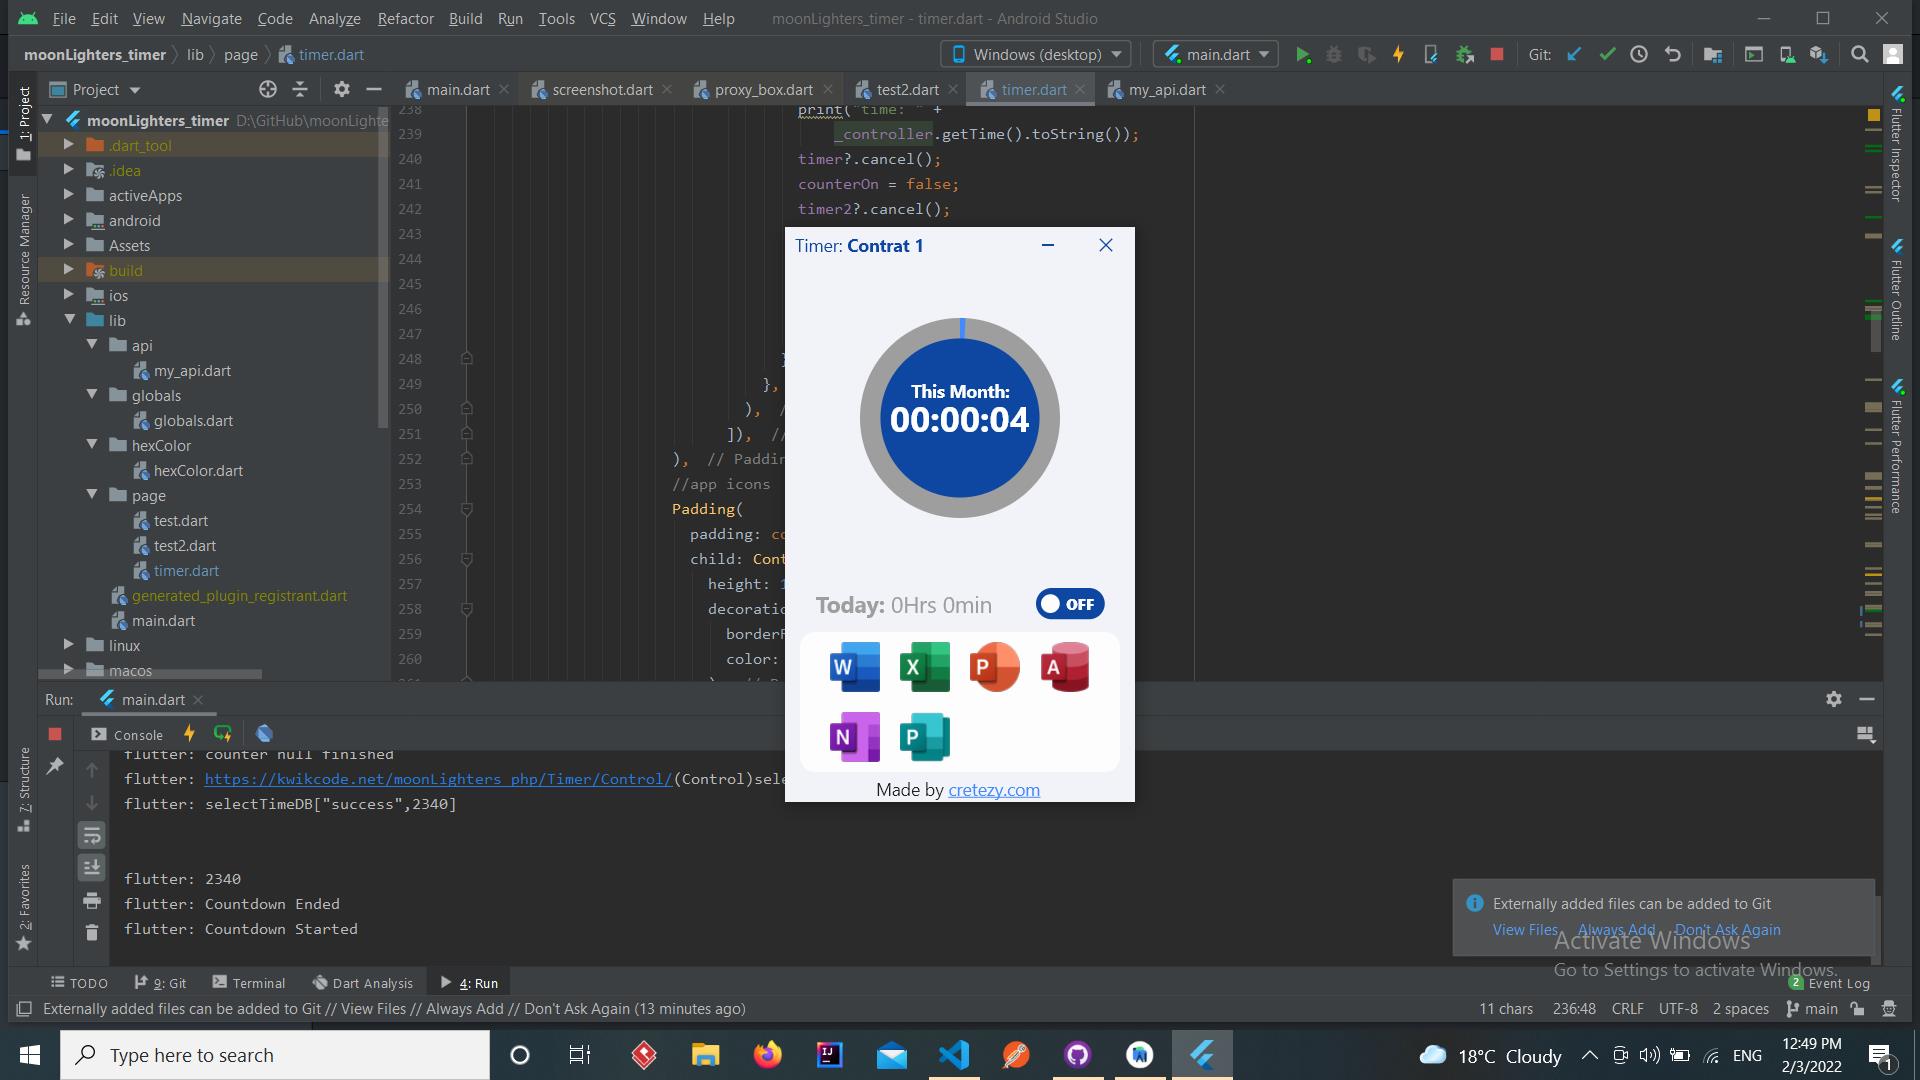 File Edit View Navigate Code Analyze Refactor Build Run Tools VCS Window Help moonLighters_timer - timer.dart - Android Studio
moonLighters_timer lib page timer.dart Windows (desktop) main.dart Git:
Project main.dart screenshot.dart proxy_box.dart test2.dart timer.dart my_api.dart
1: Project
Resource Manager
7: Structure
2: Favorites
moonLighters_timer D:\GitHub\moonLighte
.dart_tool
.idea
activeApps
android
Assets
build
ios
lib
api
my_api.dart
globals
globals.dart
hexColor
hexColor.dart
page
test.dart
test2.dart
timer.dart
generated_plugin_registrant.dart
main.dart
linux
macos
238 print("time: " +
239 _controller.getTime().toString());
240 timer?.cancel();
241 counterOn = false;
242 timer2?.cancel();
243
244
245
246
247
248
249 },
250 ), /
251 ]), //
252 ), // Paddin
253 //app icons
254 Padding(
255 padding: co
256 child: Cont
257 height: 1
258 decoratio
259 borderR
260 color:
Flutter Inspector
Flutter Outline
Flutter Performance
Timer: Contrat 1
This Month:
00:00:04
Today: 0Hrs 0min OFF
W X P A
N P
Made by cretezy.com
Run: main.dart
Console
flutter: counter null finished
flutter: https://kwikcode.net/moonLighters_php/Timer/Control/(Control)sele
flutter: selectTimeDB["success",2340]
flutter: 2340
flutter: Countdown Ended
flutter: Countdown Started
Externally added files can be added to Git
View Files Always Add Don't Ask Again
Activate Windows
Go to Settings to activate Windows.
TODO 9: Git Terminal Dart Analysis 4: Run 2 Event Log
Externally added files can be added to Git // View Files // Always Add // Don't Ask Again (13 minutes ago) 11 chars 236:48 CRLF UTF-8 2 spaces main
Type here to search 18°C Cloudy ENG 12:49 PM
2/3/2022 1